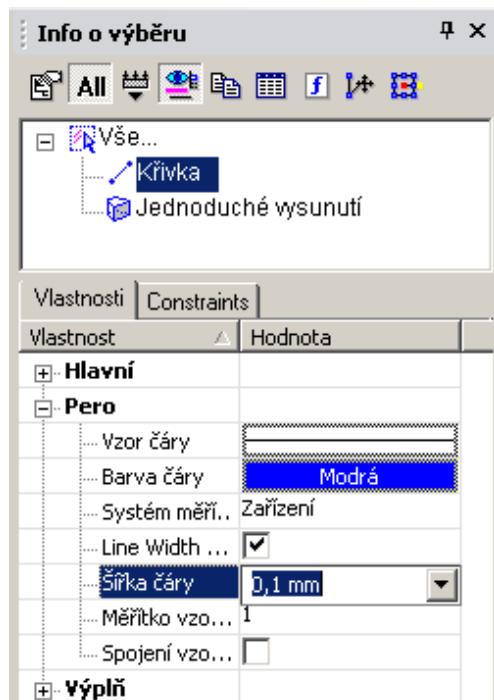 Info o výběru
All
Vše...
Křivka
Jednoduché vysunutí
Vlastnosti Constraints
Vlastnost Hodnota
Hlavní
Pero
Vzor čáry
Barva čáry Modrá
Systém měří.. Zařízení
Line Width ...
Šířka čáry 0,1 mm
Měřítko vzo... 1
Spojení vzo...
Výplň